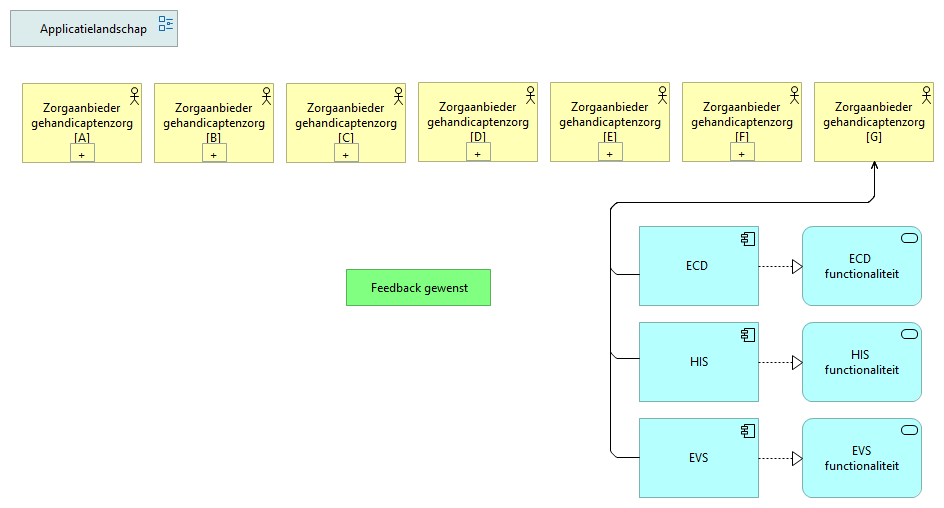 Applicatielandschap
Zorgaanbieder
gehandicaptenzorg
[A]
+
Zorgaanbieder
gehandicaptenzorg
[B]
+
Zorgaanbieder
gehandicaptenzorg
[C]
+
Zorgaanbieder
gehandicaptenzorg
[D]
+
Zorgaanbieder
gehandicaptenzorg
[E]
+
Zorgaanbieder
gehandicaptenzorg
[F]
+
Zorgaanbieder
gehandicaptenzorg
[G]
ECD
ECD
functionaliteit
Feedback gewenst
HIS
HIS
functionaliteit
EVS
EVS
functionaliteit